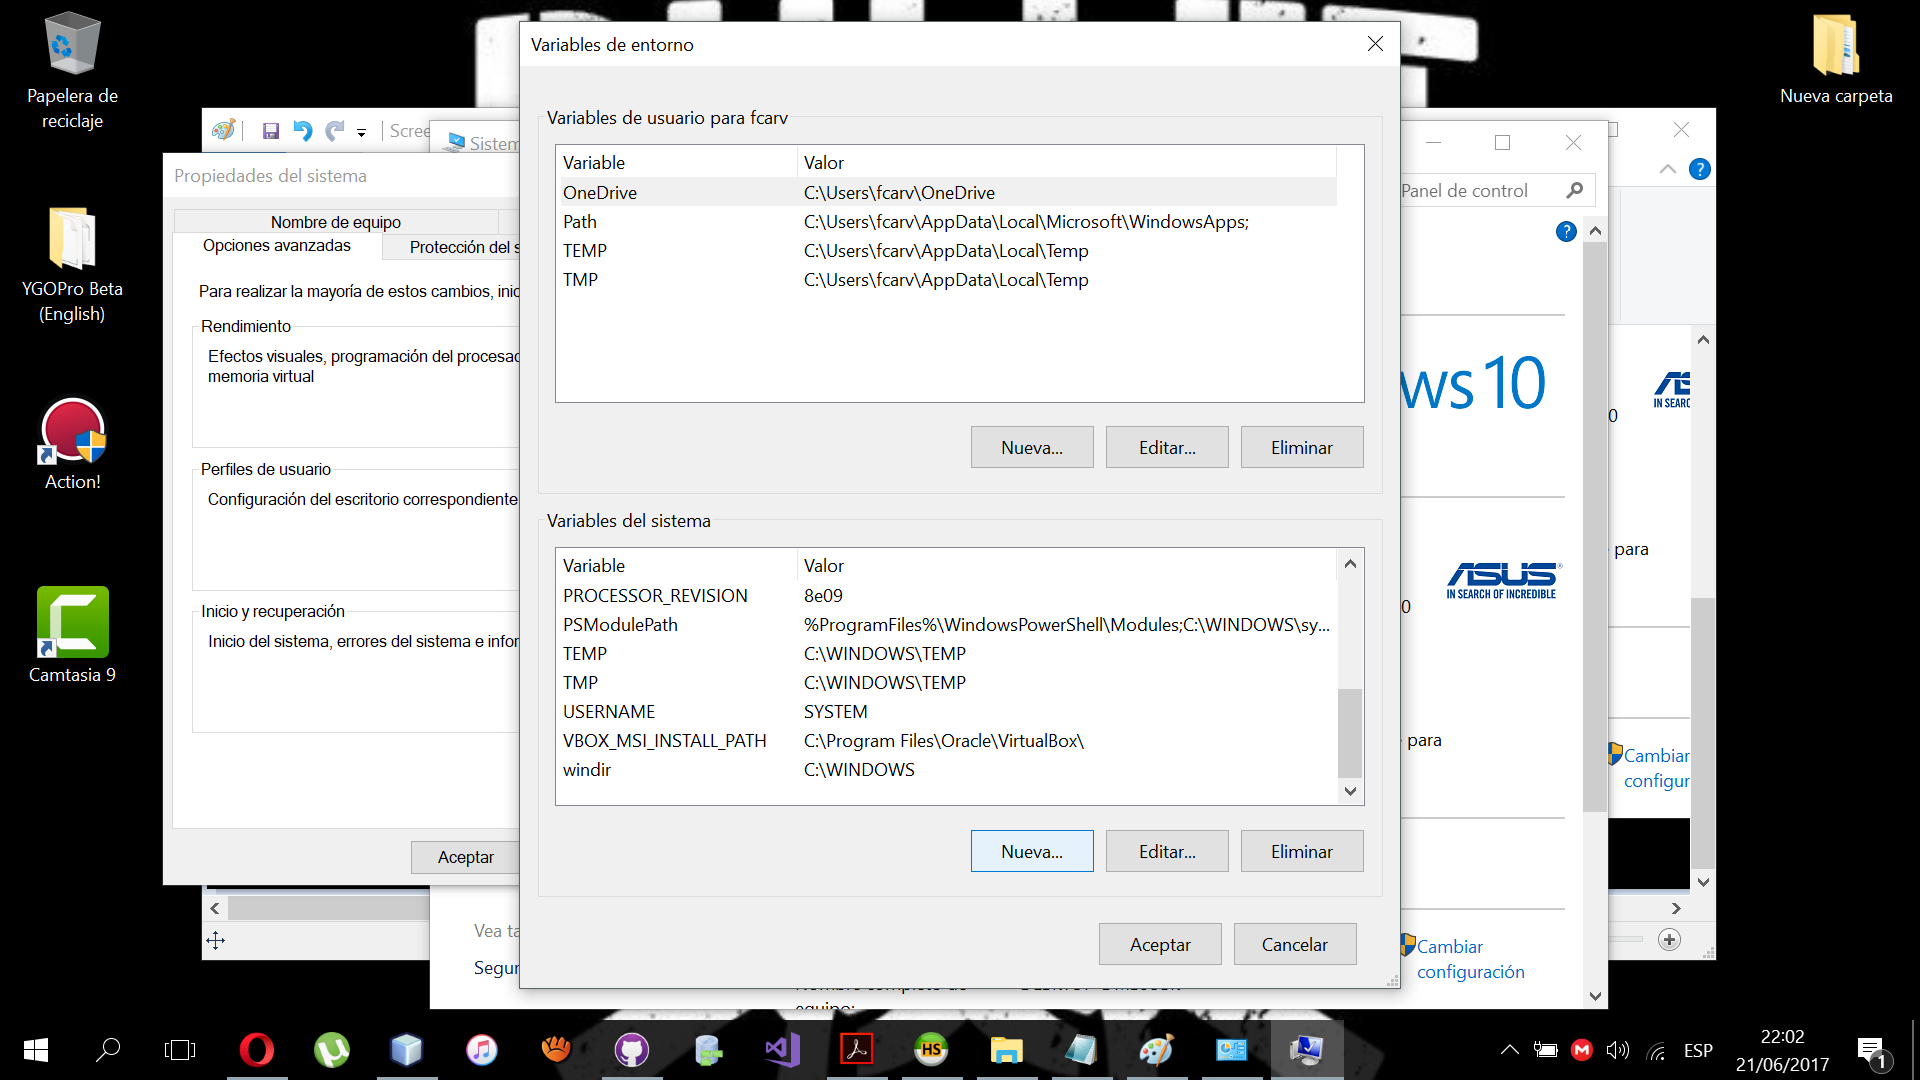 Papelera de
reciclaje
YGOPro Beta
(English)
Action!
Camtasia 9
Nueva carpeta
Scree
Sistem
Propiedades del sistema
Nombre de equipo
Opciones avanzadas
Protección del s
Para realizar la mayoría de estos cambios, inic
Rendimiento
Efectos visuales, programación del procesad
memoria virtual
Perfiles de usuario
Configuración del escritorio correspondiente
Inicio y recuperación
Inicio del sistema, errores del sistema e infor
Aceptar
Vea ta
Segur
Variables de entorno
Variables de usuario para fcarv
Variable Valor
OneDrive C:\Users\fcarv\OneDrive
Path C:\Users\fcarv\AppData\Local\Microsoft\WindowsApps;
TEMP C:\Users\fcarv\AppData\Local\Temp
TMP C:\Users\fcarv\AppData\Local\Temp
Nueva... Editar... Eliminar
Variables del sistema
Variable Valor
PROCESSOR_REVISION 8e09
PSModulePath %ProgramFiles%\WindowsPowerShell\Modules;C:\WINDOWS\sy...
TEMP C:\WINDOWS\TEMP
TMP C:\WINDOWS\TEMP
USERNAME SYSTEM
VBOX_MSI_INSTALL_PATH C:\Program Files\Oracle\VirtualBox\
windir C:\WINDOWS
Nueva... Editar... Eliminar
Aceptar Cancelar
Panel de control
ws 10
ASUS
IN SEARCH OF INCREDIBLE
0
para
Cambiar
configuración
AS
IN SEARC
0
para
Cambiar
configur
HS
ESP
22:02
21/06/2017
1